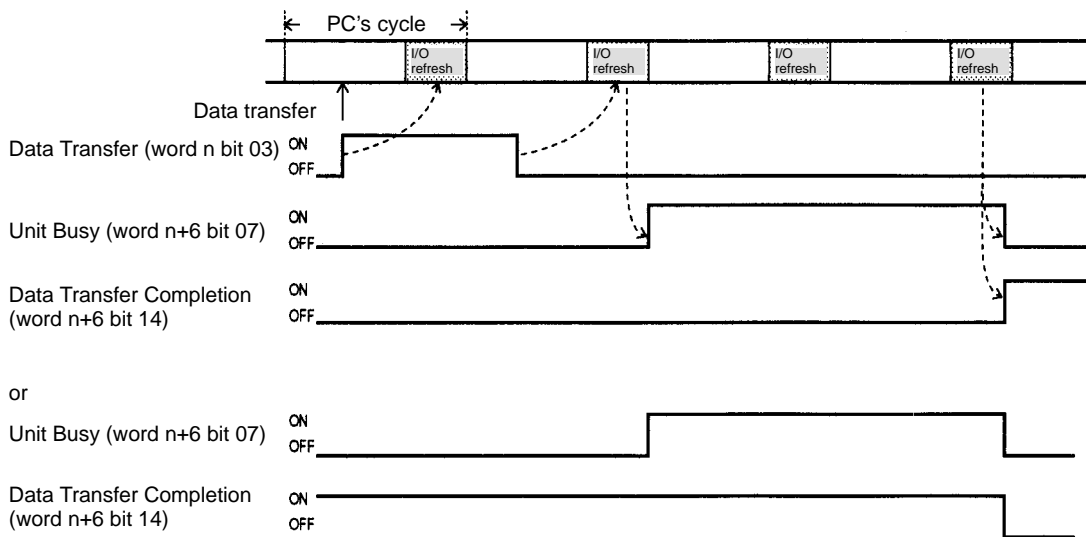 PC's cycle
I/O
refresh
I/O
refresh
I/O
refresh
I/O
refresh
Data transfer
Data Transfer (word n bit 03)
ON
OFF
Unit Busy (word n+6 bit 07)
ON
OFF
Data Transfer Completion
(word n+6 bit 14)
ON
OFF
or
Unit Busy (word n+6 bit 07)
ON
OFF
Data Transfer Completion
(word n+6 bit 14)
ON
OFF